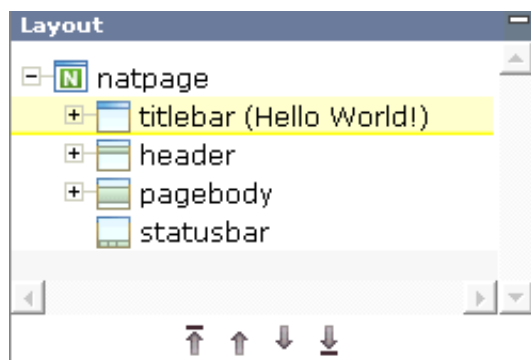 Layout
natpage
titlebar (Hello World!)
header
pagebody
statusbar